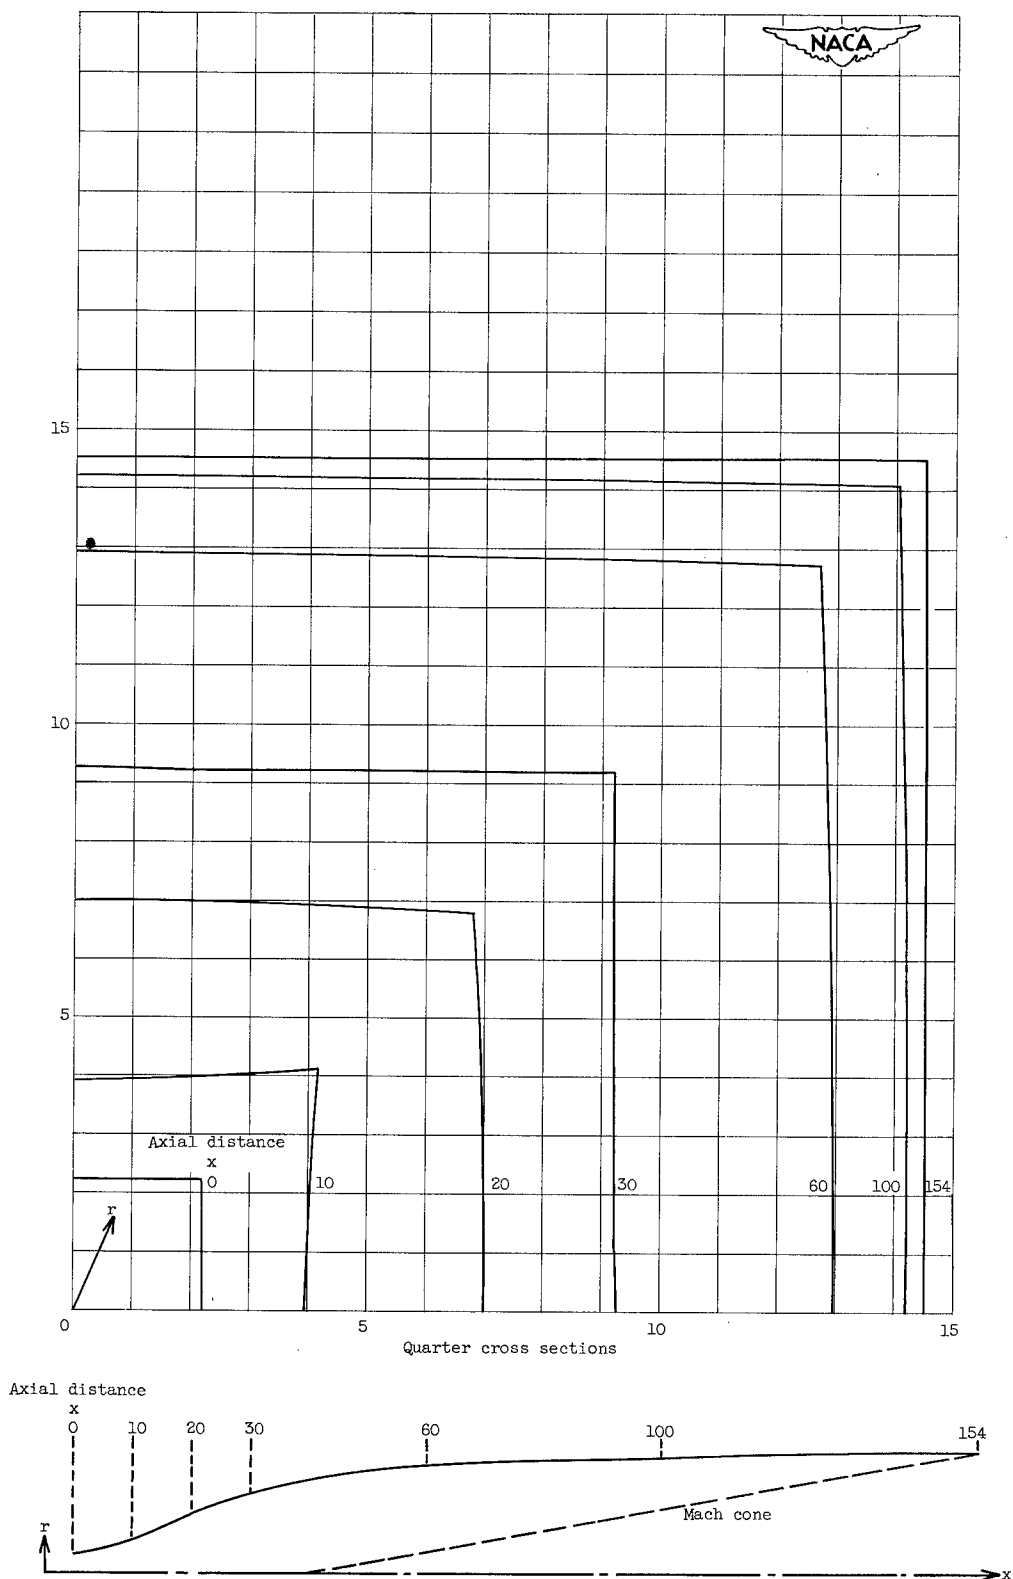 NACA
15
10
5
Axial distance
x
0 10 20 30 60 100 154
r
0 5 10 15
Quarter cross sections
Axial distance
x
0 10 20 30 60 100 154
Mach cone
r
x